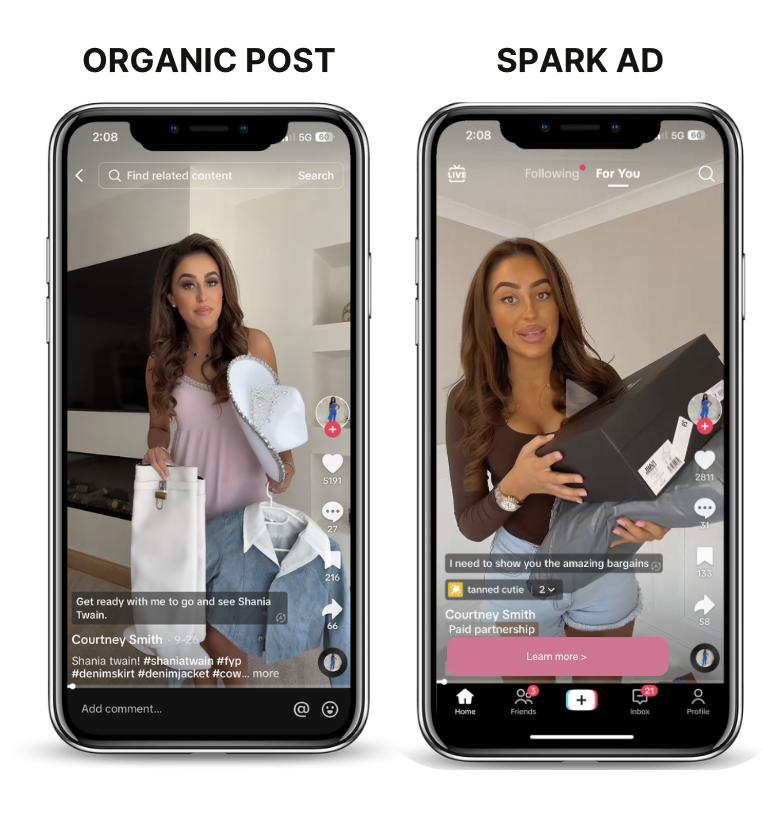 ORGANIC POST
2:08
5G 60
Find related content
Search
5191
27
216
66
Get ready with me to go and see Shania
Twain.
Courtney Smith · 9-26
Shania twain! #shaniatwain #fyp
#denimskirt #denimjacket #cow... more
Add comment...
SPARK AD
2:08
5G 60
LIVE
Following
For You
2811
31
133
58
I need to show you the amazing bargains
tanned cutie
2
Courtney Smith
Paid partnership
Learn more >
Home
Friends
3
Inbox
21
Profile